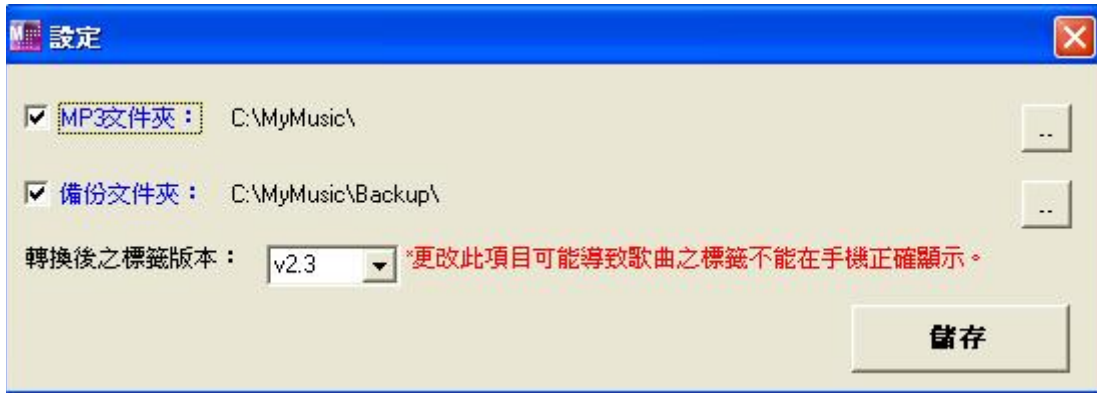 設定
MP3文件夾： C:\MyMusic\ ..
備份文件夾： C:\MyMusic\Backup\ ..
轉換後之標籤版本： v2.3 *更改此項目可能導致歌曲之標籤不能在手機正確顯示。
儲存